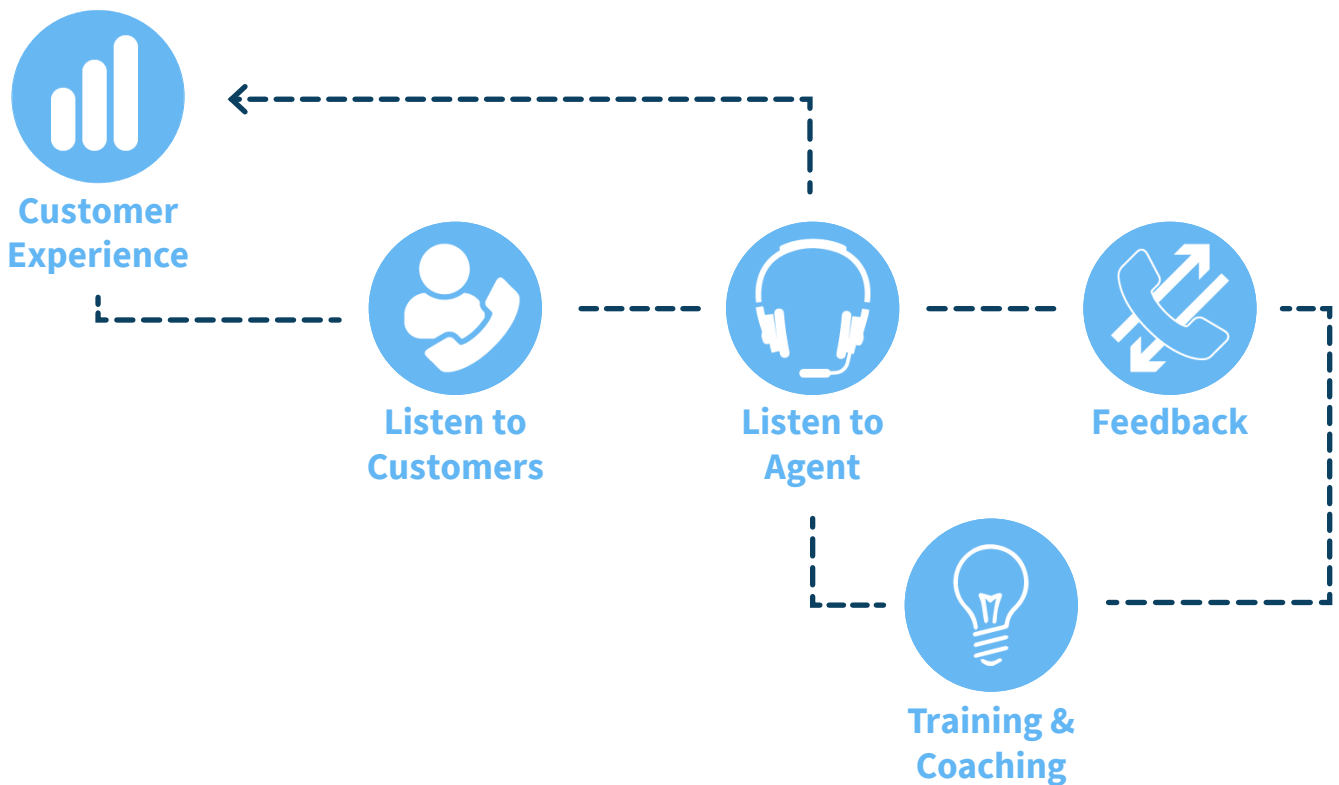 Customer
Experience
Listen to
Customers
Listen to
Agent
Feedback
Training &
Coaching